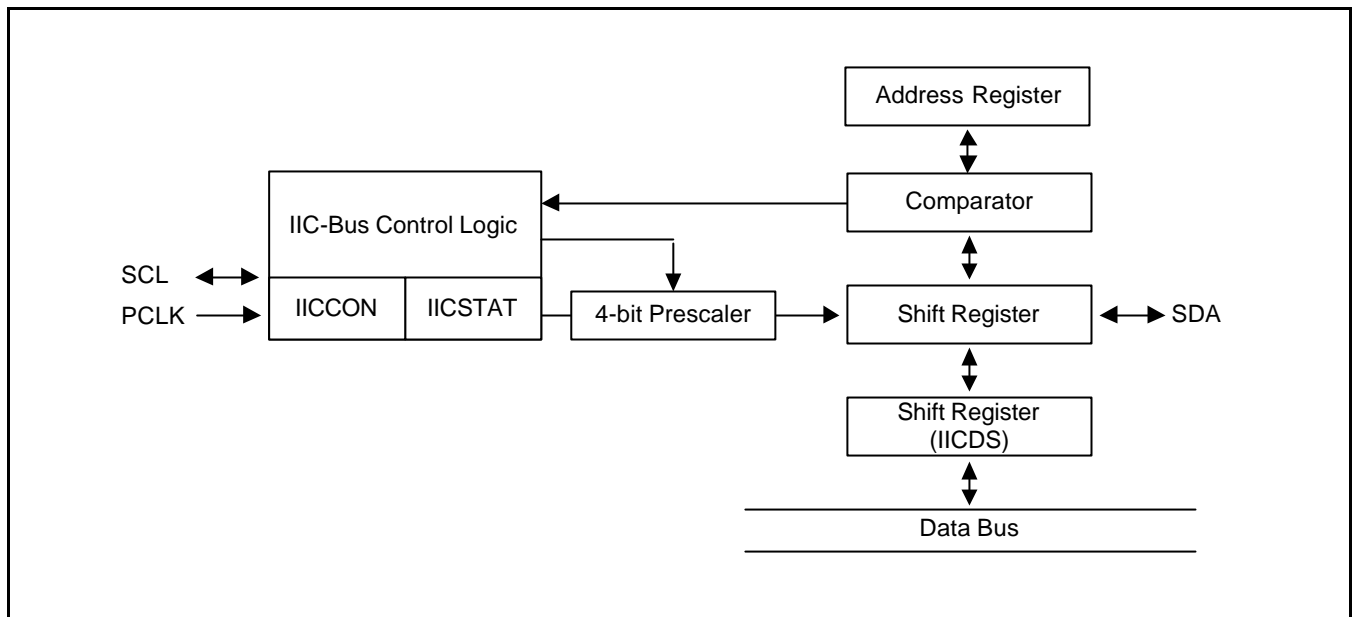 Address Register
Comparator
IIC-Bus Control Logic
SCL
IICCON
IICSTAT
PCLK
4-bit Prescaler
Shift Register
SDA
Shift Register
(IICDS)
Data Bus